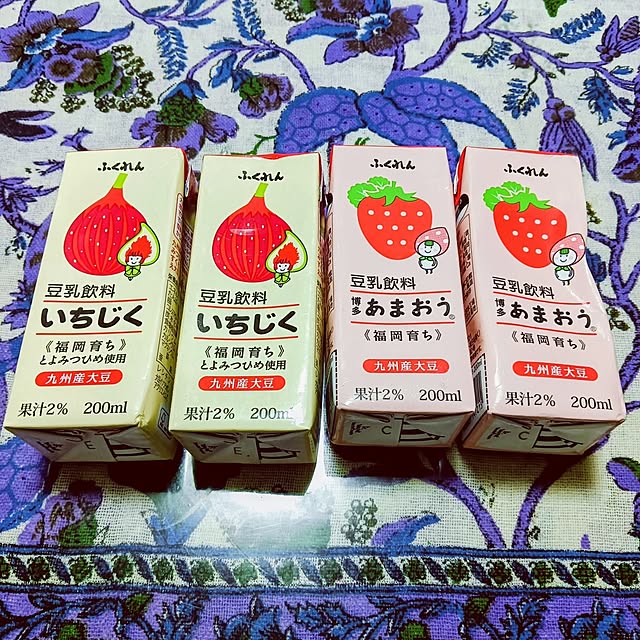 ふくれん
豆乳飲料
いちじく
《福岡育ち》
とよみつひめ使用
九州産大豆
果汁2% 200ml
ふくれん
豆乳飲料
いちじく
《福岡育ち》
とよみつひめ使用
九州産大豆
果汁2% 200ml
ふくれん
豆乳飲料
博多あまおう®
《福岡育ち》
九州産大豆
果汁2% 200ml
ふくれん
豆乳飲料
博多あまおう®
《福岡育ち》
九州産大豆
果汁2% 200ml